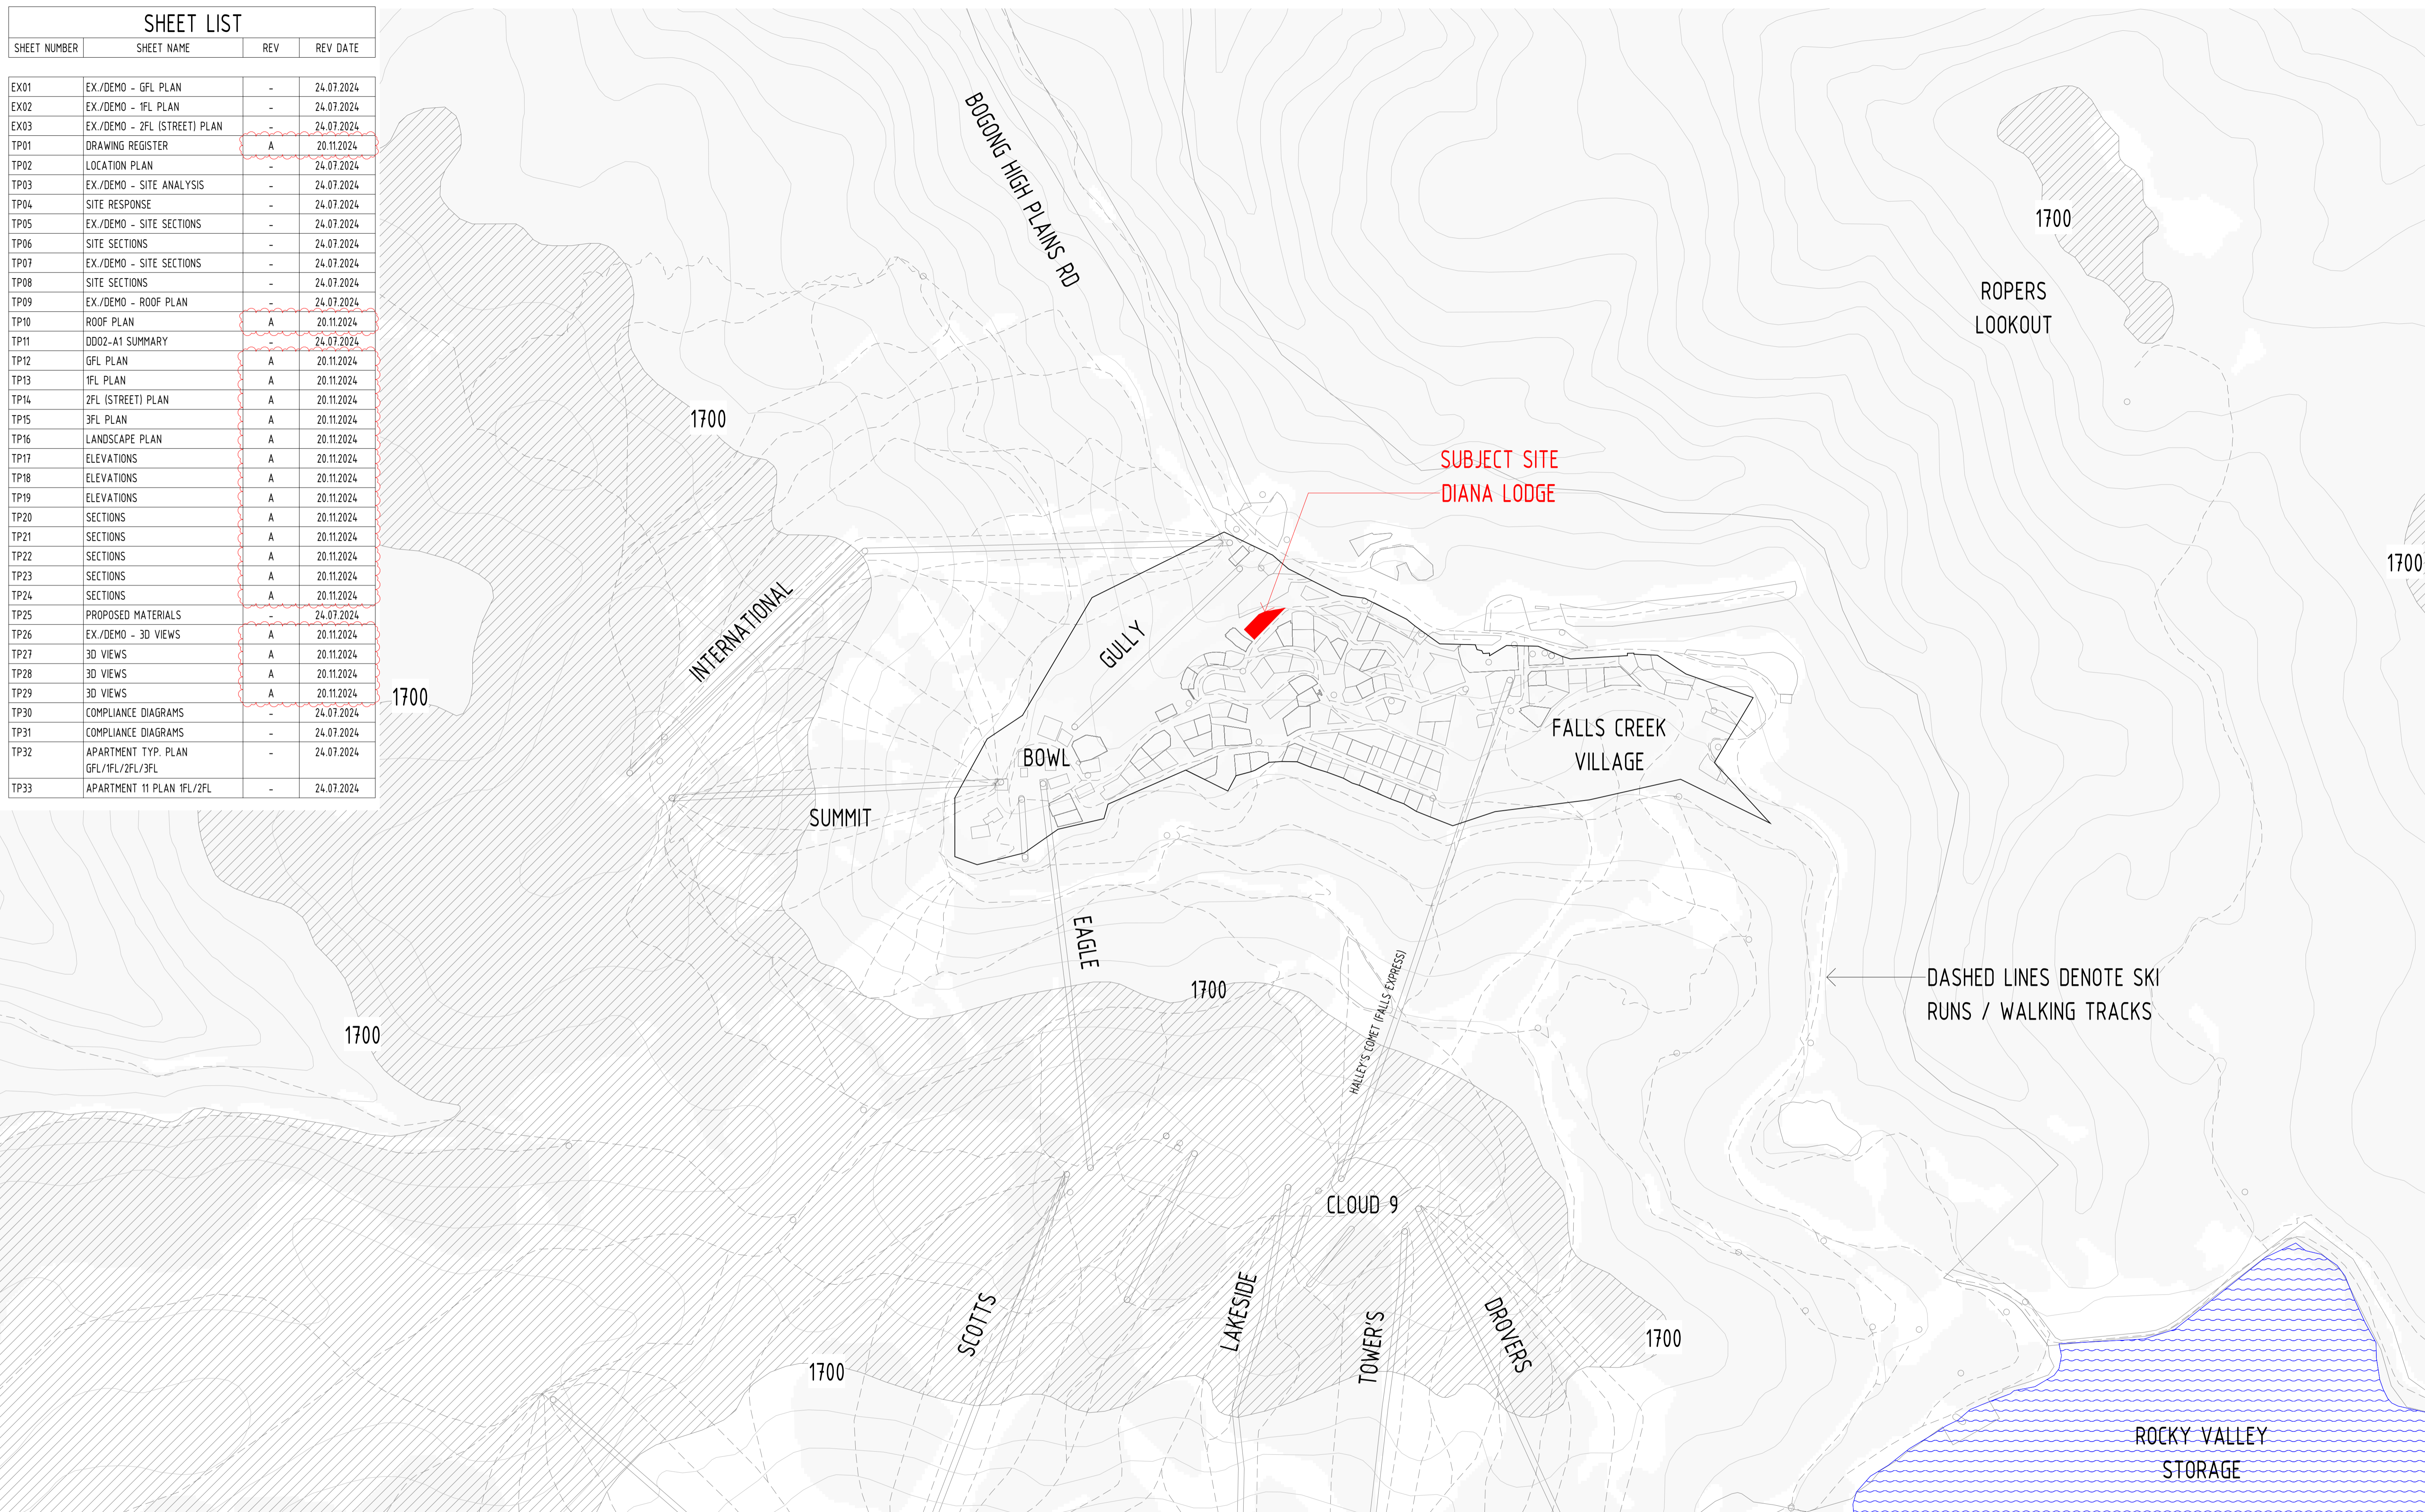 SHEET LIST
SHEET NUMBER SHEET NAME REV REV DATE
EX01 EX./DEMO - GFL PLAN - 24.07.2024
EX02 EX./DEMO - 1FL PLAN - 24.07.2024
EX03 EX./DEMO - 2FL (STREET) PLAN - 24.07.2024
TP01 DRAWING REGISTER A 20.11.2024
TP02 LOCATION PLAN - 24.07.2024
TP03 EX./DEMO - SITE ANALYSIS - 24.07.2024
TP04 SITE RESPONSE - 24.07.2024
TP05 EX./DEMO - SITE SECTIONS - 24.07.2024
TP06 SITE SECTIONS - 24.07.2024
TP07 EX./DEMO - SITE SECTIONS - 24.07.2024
TP08 SITE SECTIONS - 24.07.2024
TP09 EX./DEMO - ROOF PLAN - 24.07.2024
TP10 ROOF PLAN A 20.11.2024
TP11 DDO2-A1 SUMMARY - 24.07.2024
TP12 GFL PLAN A 20.11.2024
TP13 1FL PLAN A 20.11.2024
TP14 2FL (STREET) PLAN A 20.11.2024
TP15 3FL PLAN A 20.11.2024
TP16 LANDSCAPE PLAN A 20.11.2024
TP17 ELEVATIONS A 20.11.2024
TP18 ELEVATIONS A 20.11.2024
TP19 ELEVATIONS A 20.11.2024
TP20 SECTIONS A 20.11.2024
TP21 SECTIONS A 20.11.2024
TP22 SECTIONS A 20.11.2024
TP23 SECTIONS A 20.11.2024
TP24 SECTIONS A 20.11.2024
TP25 PROPOSED MATERIALS - 24.07.2024
TP26 EX./DEMO - 3D VIEWS A 20.11.2024
TP27 3D VIEWS A 20.11.2024
TP28 3D VIEWS A 20.11.2024
TP29 3D VIEWS A 20.11.2024
TP30 COMPLIANCE DIAGRAMS - 24.07.2024
TP31 COMPLIANCE DIAGRAMS - 24.07.2024
TP32 APARTMENT TYP. PLAN - 24.07.2024
GFL/1FL/2FL/3FL
TP33 APARTMENT 11 PLAN 1FL/2FL - 24.07.2024
BOGONG HIGH PLAINS RD
1700
ROPERS
LOOKOUT
1700
SUBJECT SITE
DIANA LODGE
1700
INTERNATIONAL
GULLY
1700
FALLS CREEK
VILLAGE
BOWL
SUMMIT
EAGLE
1700
HALLEY'S COMET (FALLS EXPRESS)
DASHED LINES DENOTE SKI
RUNS / WALKING TRACKS
1700
CLOUD 9
SCOTTS
LAKESIDE
TOWER'S
DROVERS
1700
1700
ROCKY VALLEY
STORAGE